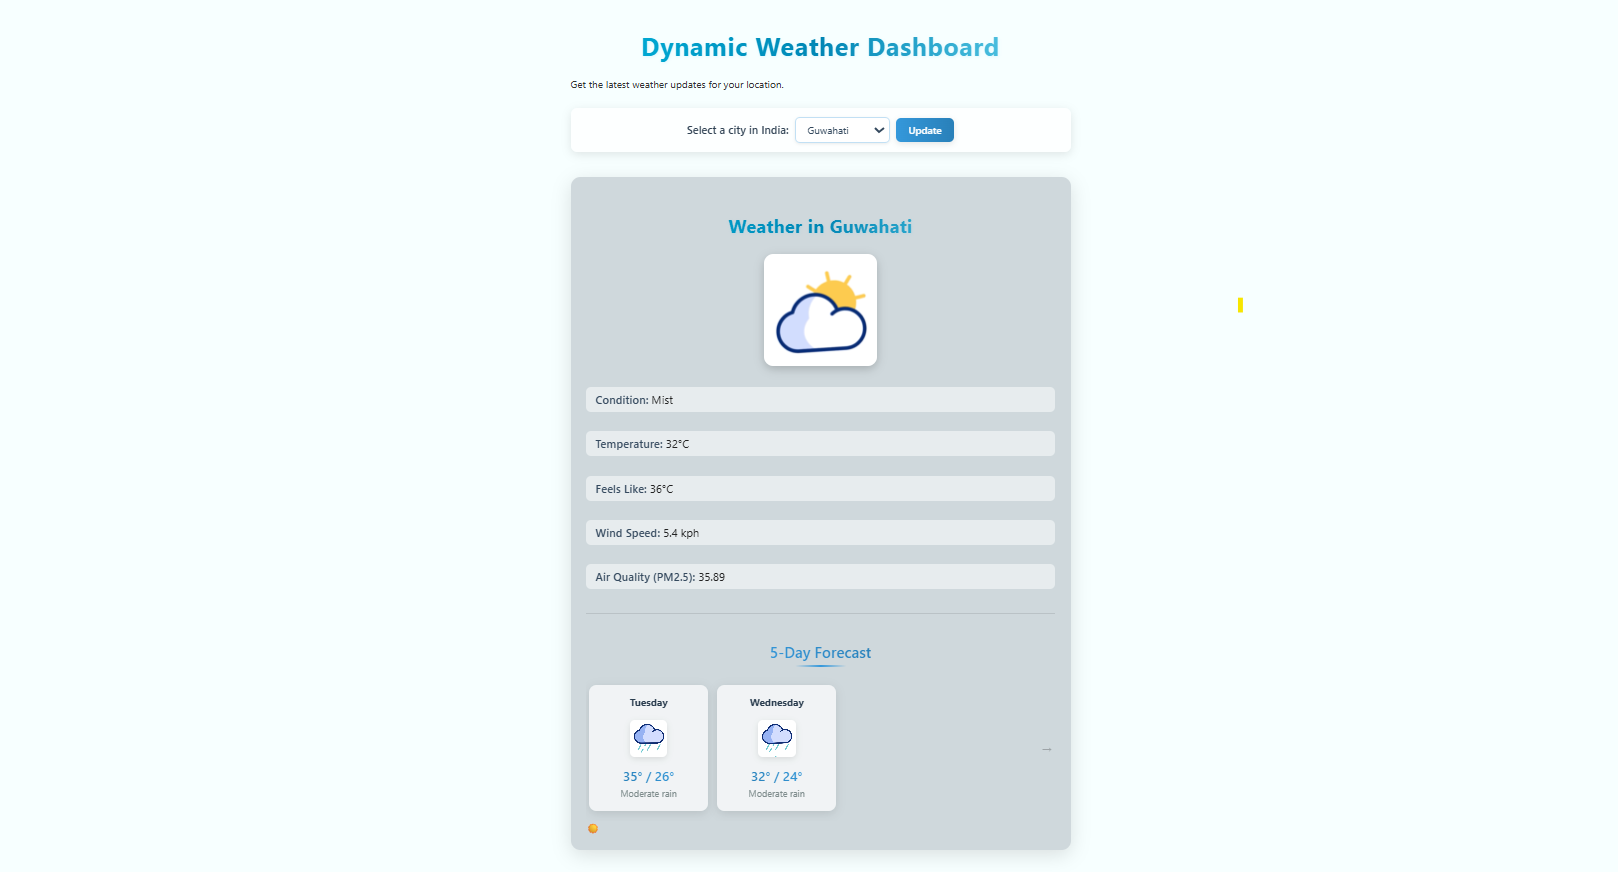 Dynamic Weather Dashboard
Get the latest weather updates for your location.
Select a city in India: Guwahati Update
Weather in Guwahati
Condition: Mist
Temperature: 32°C
Feels Like: 36°C
Wind Speed: 5.4 kph
Air Quality (PM2.5): 35.89
5-Day Forecast
Tuesday
35° / 26°
Moderate rain
Wednesday
32° / 24°
Moderate rain
→